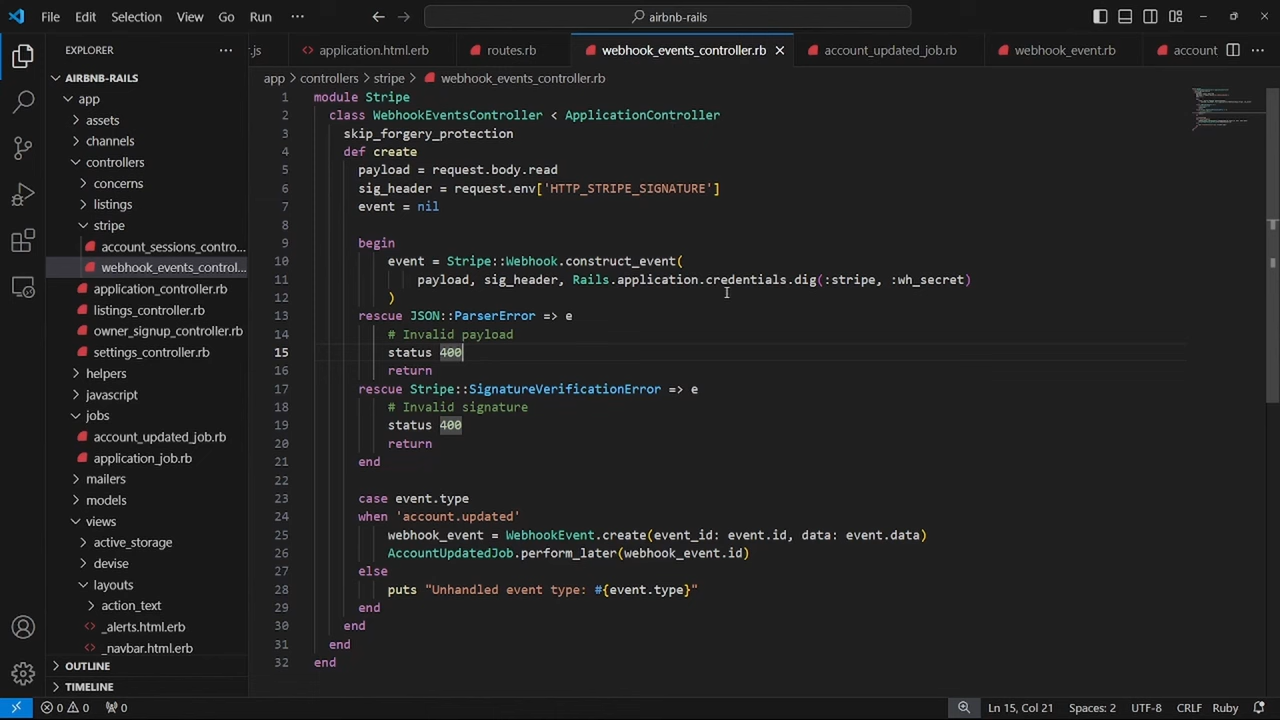 File Edit Selection View Go Run ··· airbnb-rails
EXPLORER
.js application.html.erb routes.rb webhook_events_controller.rb account_updated_job.rb webhook_event.rb account
AIRBNB-RAILS
app > controllers > stripe > webhook_events_controller.rb
app
assets
channels
controllers
concerns
listings
stripe
account_sessions_contro...
webhook_events_control...
application_controller.rb
listings_controller.rb
owner_signup_controller.rb
settings_controller.rb
helpers
javascript
jobs
account_updated_job.rb
application_job.rb
mailers
models
views
active_storage
devise
layouts
action_text
_alerts.html.erb
_navbar.html.erb
OUTLINE
TIMELINE
1 module Stripe
2 class WebhookEventsController < ApplicationController
3 skip_forgery_protection
4 def create
5 payload = request.body.read
6 sig_header = request.env['HTTP_STRIPE_SIGNATURE']
7 event = nil
8
9 begin
10 event = Stripe::Webhook.construct_event(
11 payload, sig_header, Rails.application.credentials.dig(:stripe, :wh_secret)
12 )
13 rescue JSON::ParserError => e
14 # Invalid payload
15 status 400
16 return
17 rescue Stripe::SignatureVerificationError => e
18 # Invalid signature
19 status 400
20 return
21 end
22
23 case event.type
24 when 'account.updated'
25 webhook_event = WebhookEvent.create(event_id: event.id, data: event.data)
26 AccountUpdatedJob.perform_later(webhook_event.id)
27 else
28 puts "Unhandled event type: #{event.type}"
29 end
30 end
31 end
32 end
0 0 0 Ln 15, Col 21 Spaces: 2 UTF-8 CRLF Ruby